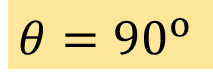 θ = 90º